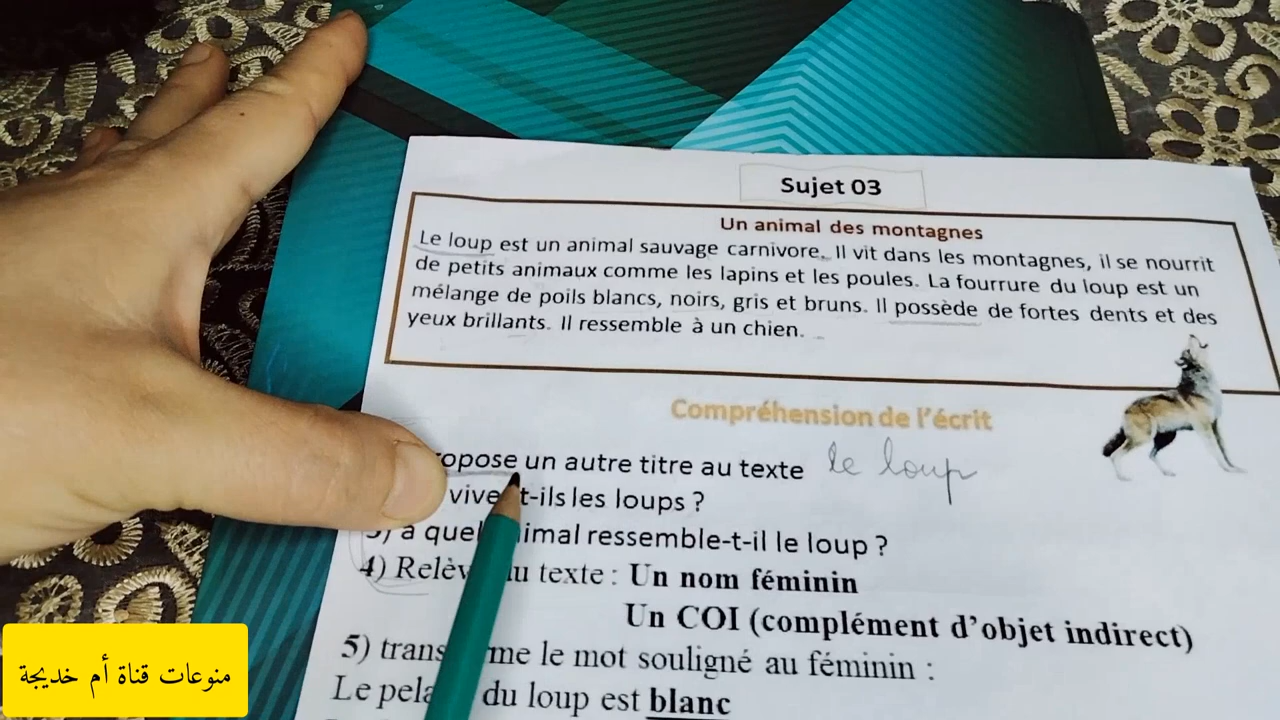 Sujet 03
Un animal des montagnes
Le loup est un animal sauvage carnivore. Il vit dans les montagnes, il se nourrit
de petits animaux comme les lapins et les poules. La fourrure du loup est un
mélange de poils blancs, noirs, gris et bruns. Il possède de fortes dents et des
yeux brillants. Il ressemble à un chien.
Compréhension de l'écrit
opose un autre titre au texte le loup
vive t-ils les loups ?
3) a quel imal ressemble-t-il le loup ?
4) Relèv u texte : Un nom féminin
Un COI (complément d'objet indirect)
5) trans me le mot souligné au féminin :
Le pela du loup est blanc
منوعات قناة أم خديجة